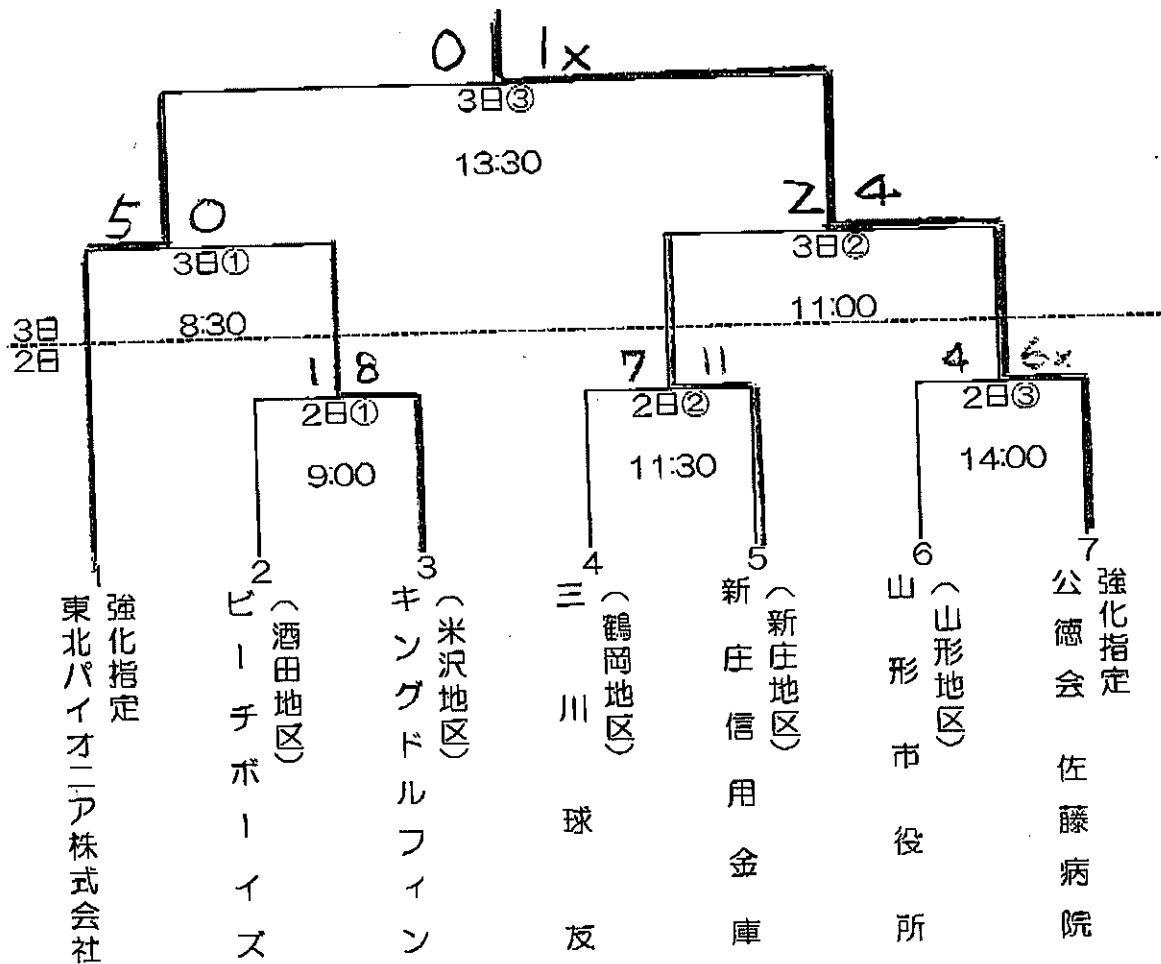 0 1x
3日③
13:30
5 0
3日①
8:30
2 4
3日②
11:00
3日
2日
1 8
2日①
9:00
7 11
2日②
11:30
4 6x
2日③
14:00
1
強化指定
東北パイオニア株式会社
2
(酒田地区)
ビーチボーイズ
3
(米沢地区)
キングドルフィン
4
(鶴岡地区)
三川球友
5
(新庄地区)
新庄信用金庫
6
(山形地区)
山形市役所
7
強化指定
公徳会 佐藤病院